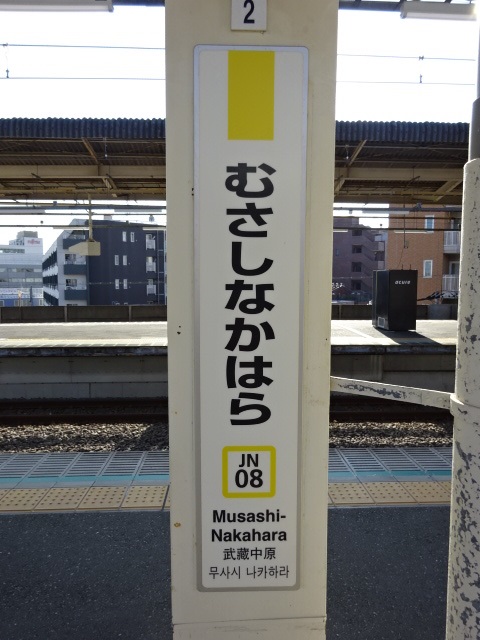 2
むさしなかはら
JN
08
Musashi-
Nakahara
武蔵中原
무사시 나카하라
acure